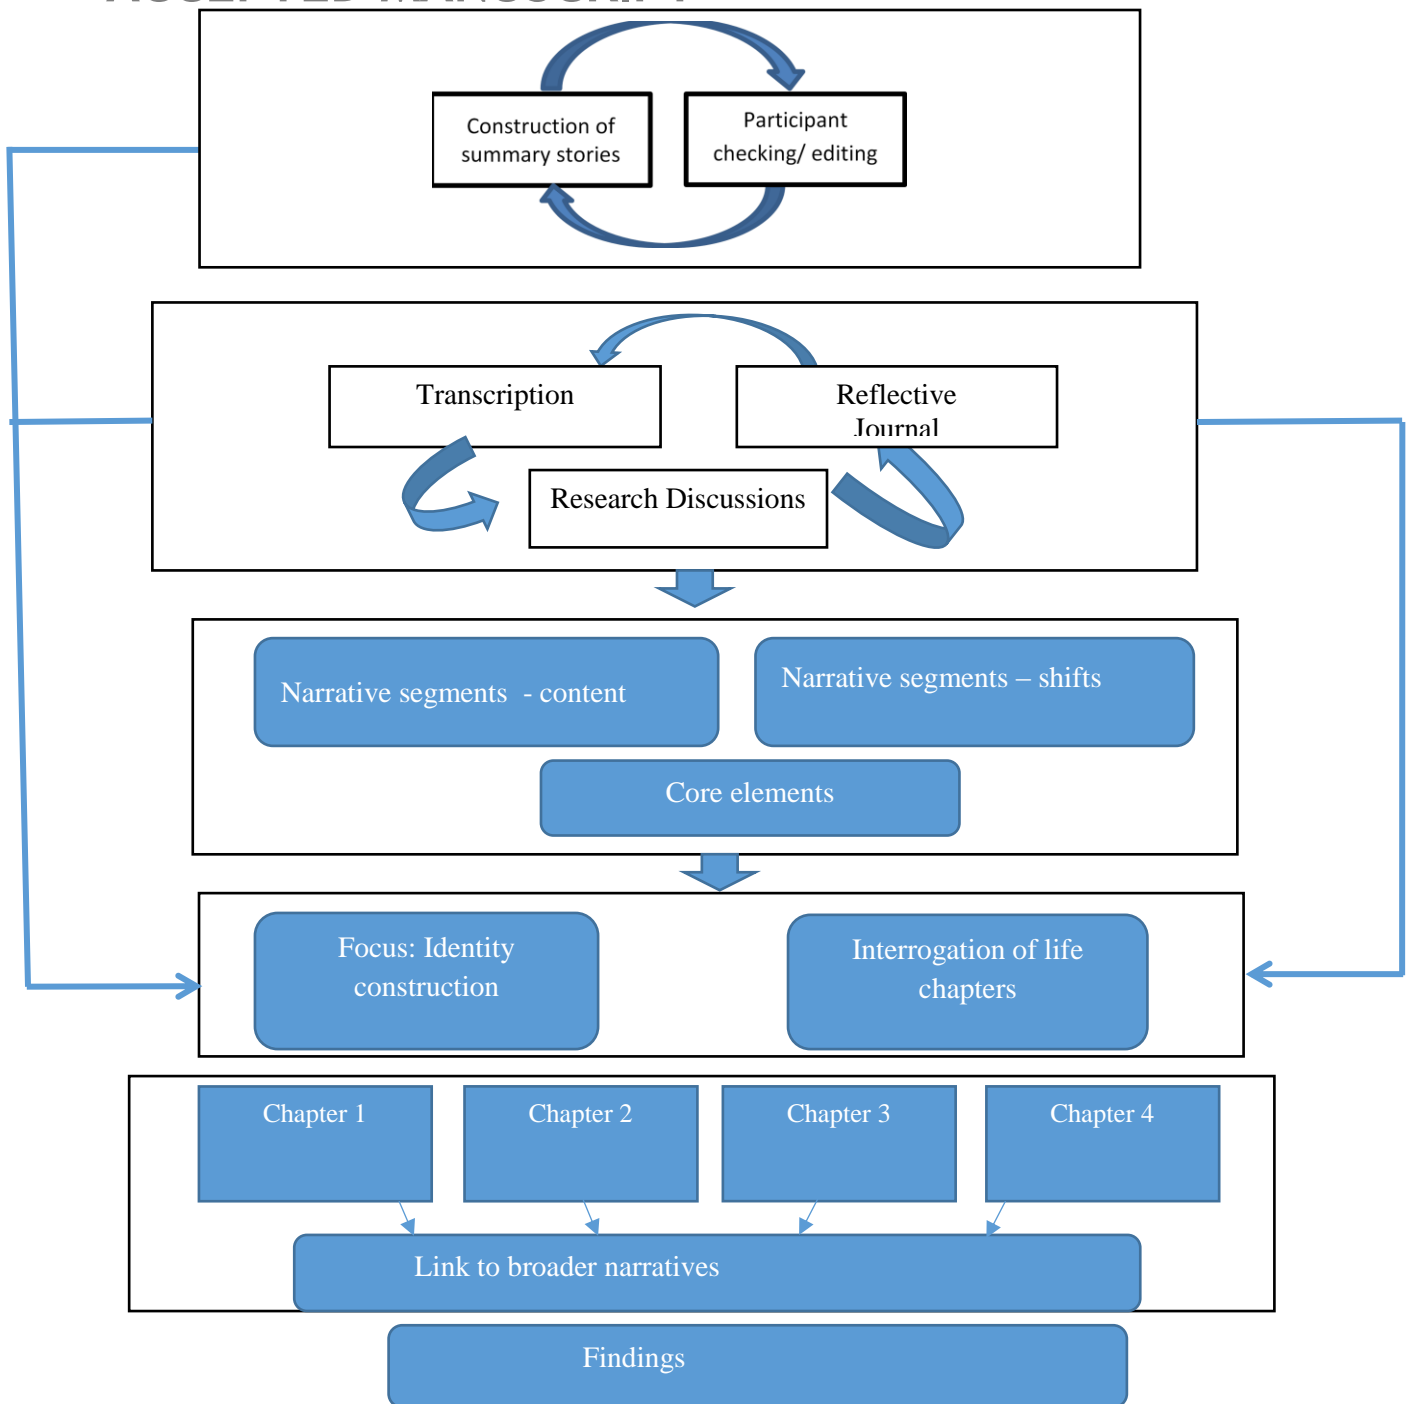 ACCEPTED MANUSCRIPT
Construction of
summary stories
Participant
checking/ editing
Transcription
Reflective
Journal
Research Discussions
Narrative segments - content
Narrative segments – shifts
Core elements
Focus: Identity
construction
Interrogation of life
chapters
Chapter 1
Chapter 2
Chapter 3
Chapter 4
Link to broader narratives
Findings